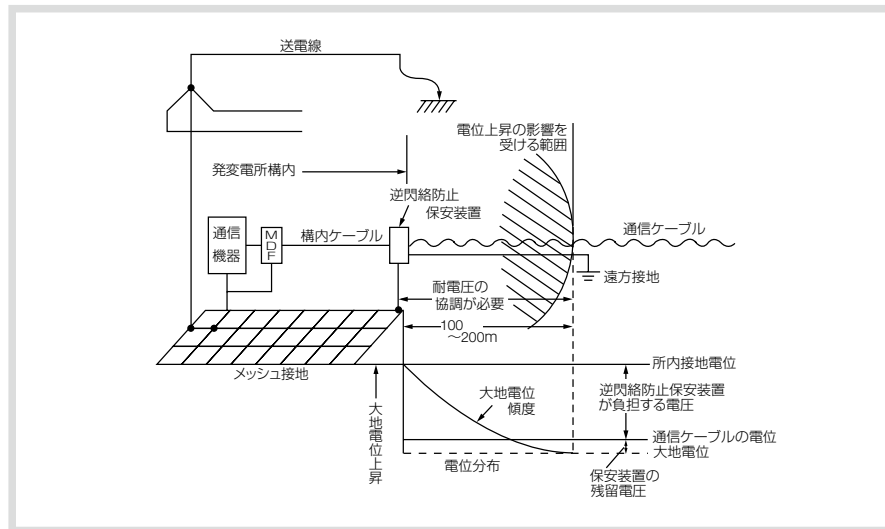 送電線
電位上昇の影響を
受ける範囲
発変電所構内
逆閃絡防止
保安装置
通信
機器
MDF
構内ケーブル
通信ケーブル
遠方接地
耐電圧の
協調が必要
100
～200m
メッシュ接地
所内接地電位
大地電位上昇
大地電位
傾度
逆閃絡防止保安装置
が負担する電圧
通信ケーブルの電位
大地電位
電位分布
保安装置の
残留電圧